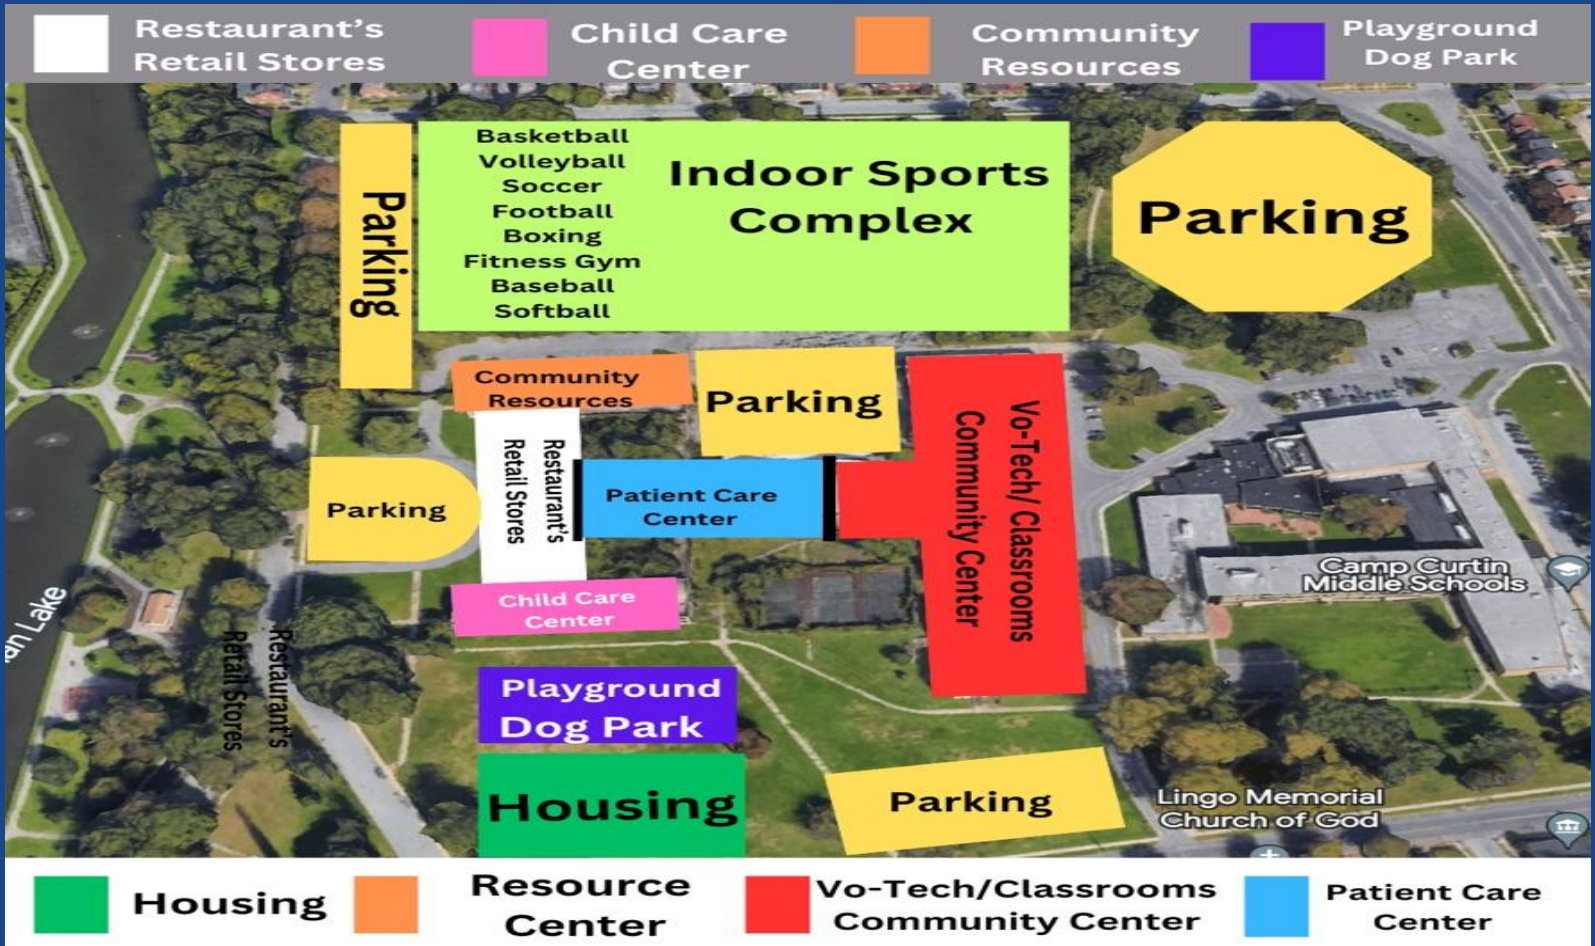 Restaurant's
Retail Stores
Child Care
Center
Community
Resources
Playground
Dog Park
Parking
Basketball
Volleyball
Soccer
Football
Boxing
Fitness Gym
Baseball
Softball
Indoor Sports
Complex
Parking
Community
Resources
Parking
Vo-Tech/ Classrooms
Community Center
Parking
Restaurant's
Retail Stores
Patient Care
Center
Camp Curtin
Middle Schools
Child Care
Center
Lake
Restaurant's
Retail Stores
Playground
Dog Park
Housing
Parking
Lingo Memorial
Church of God
Housing
Resource
Center
Vo-Tech/Classrooms
Community Center
Patient Care
Center